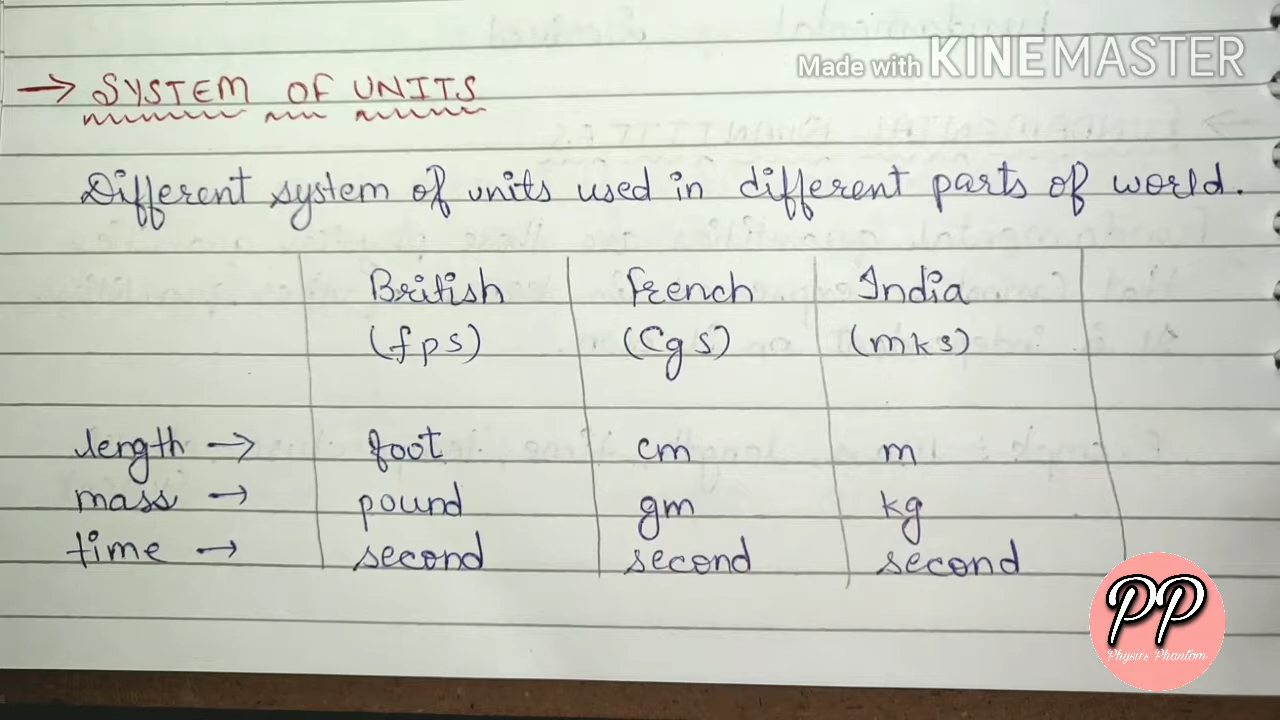 Made with KINEMASTER
→ SYSTEM OF UNITS
Different system of units used in different parts of world.
British French India
(fps) (Cgs) (mks)
length → foot cm m
mass → pound gm kg
time → second second second
PP
Physics Phantom